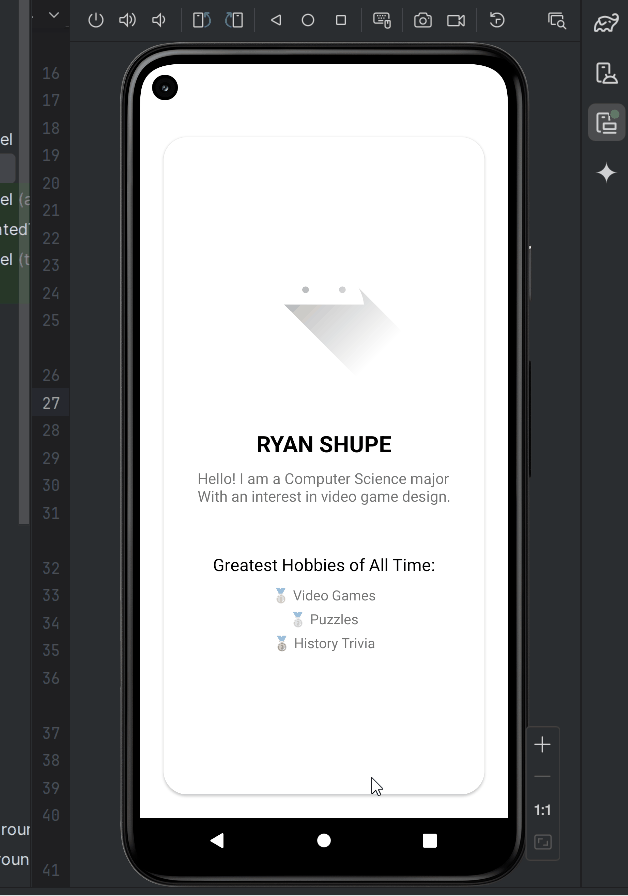 16
17
18
el
19
20
el (a
21
ated
22
el (t
23
24
25
26
27
28
29
30
31
32
33
34
35
36
37
38
39
40
roun
oun
41
RYAN SHUPE
Hello! I am a Computer Science major
With an interest in video game design.
Greatest Hobbies of All Time:
🥈 Video Games
🥈 Puzzles
🥈 History Trivia
1:1